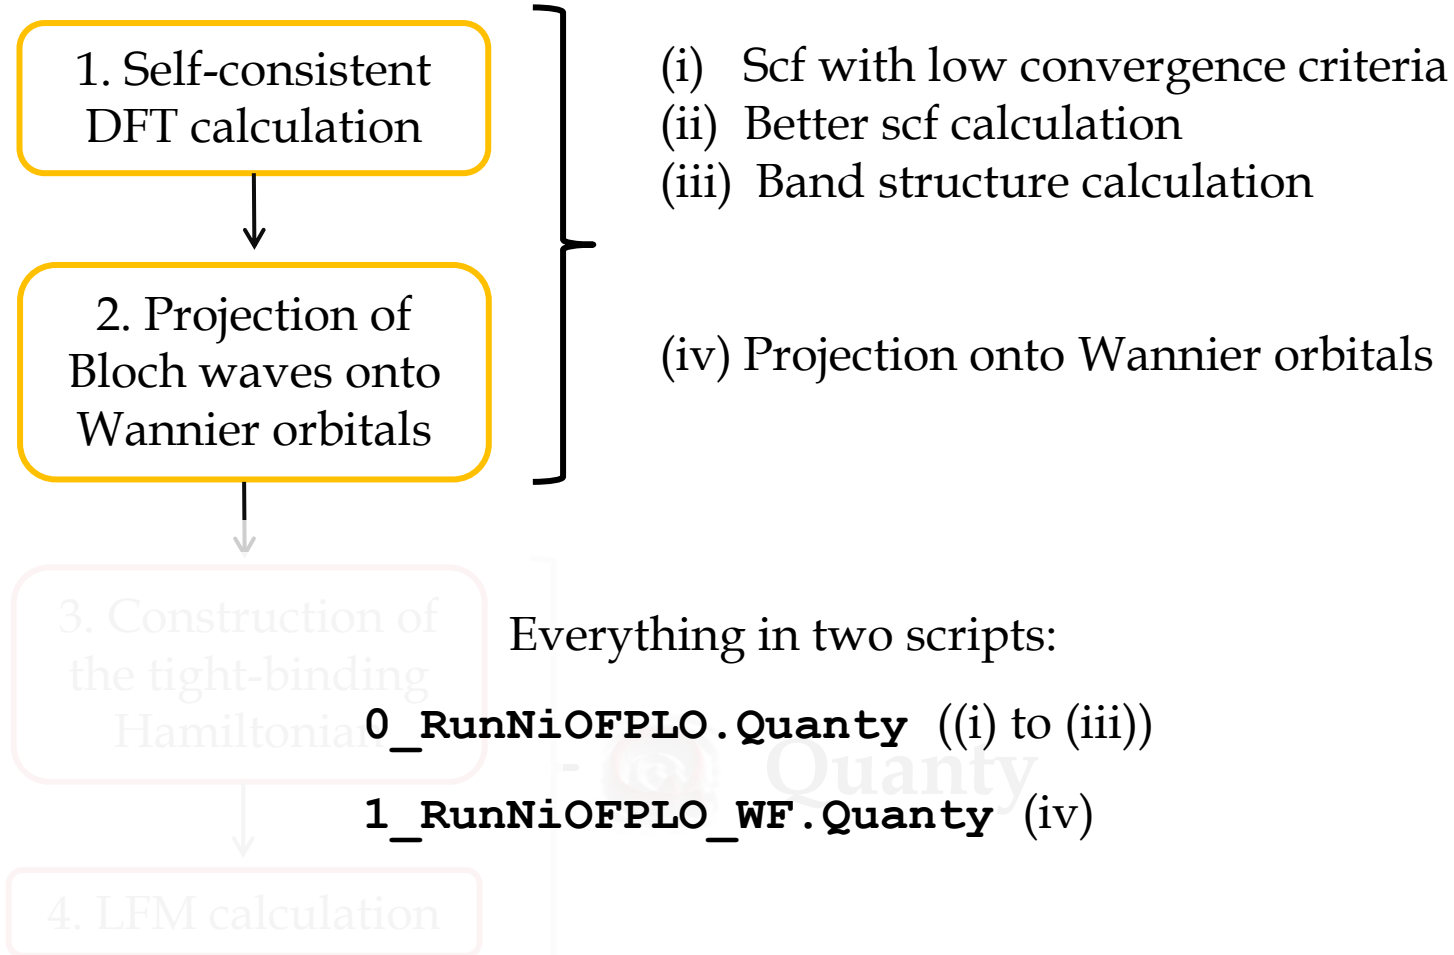 1. Self-consistent
DFT calculation
(i) Scf with low convergence criteria
(ii) Better scf calculation
(iii) Band structure calculation
2. Projection of
Bloch waves onto
Wannier orbitals
(iv) Projection onto Wannier orbitals
3. Construction of
the tight-binding
Hamiltonian
Everything in two scripts:
0_RunNiOFPLO.Quanty ((i) to (iii))
- Quanty
1_RunNiOFPLO_WF.Quanty (iv)
4. LFM calculation